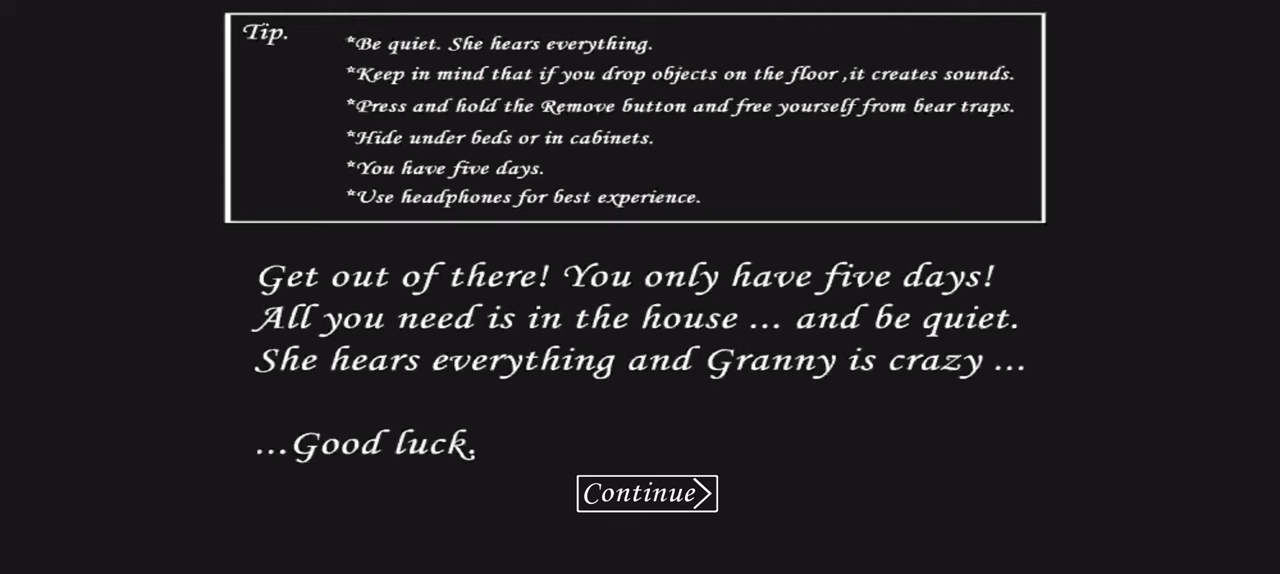 Tip.
*Be quiet. She hears everything.
*Keep in mind that if you drop objects on the floor ,it creates sounds.
*Press and hold the Remove button and free yourself from bear traps.
*Hide under beds or in cabinets.
*You have five days.
*Use headphones for best experience.
Get out of there! You only have five days!
All you need is in the house ... and be quiet.
She hears everything and Granny is crazy ...
...Good luck.
Continue